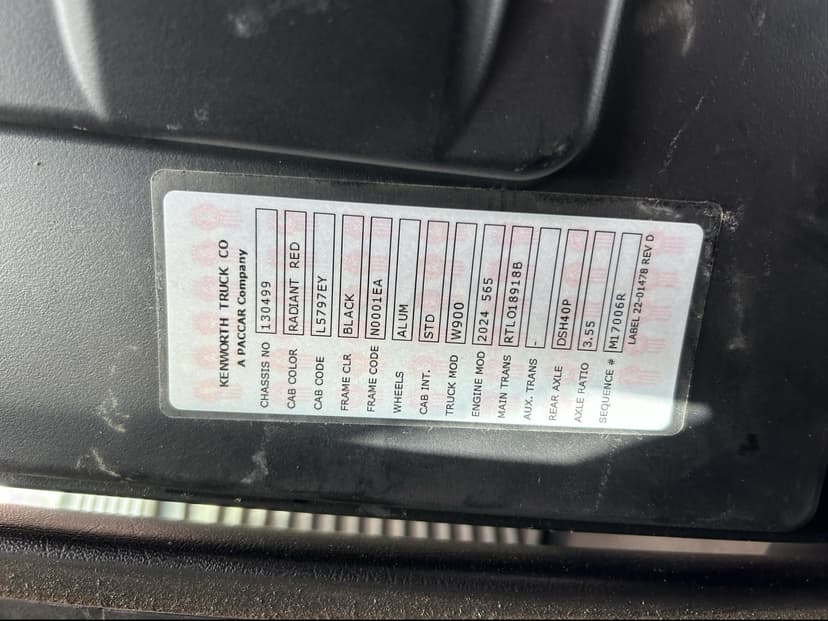 KENWORTH TRUCK CO
A PACCAR Company
CHASSIS NO 130499
CAB COLOR RADIANT RED
CAB CODE L5797EY
FRAME CLR BLACK
FRAME CODE N0001EA
WHEELS ALUM
CAB INT. STD
TRUCK MOD W900
ENGINE MOD 2024 565
MAIN TRANS RTLO18918B
AUX. TRANS -
REAR AXLE DSH40P
AXLE RATIO 3.55
SEQUENCE # M17006R
LABEL 22-01478 REV D